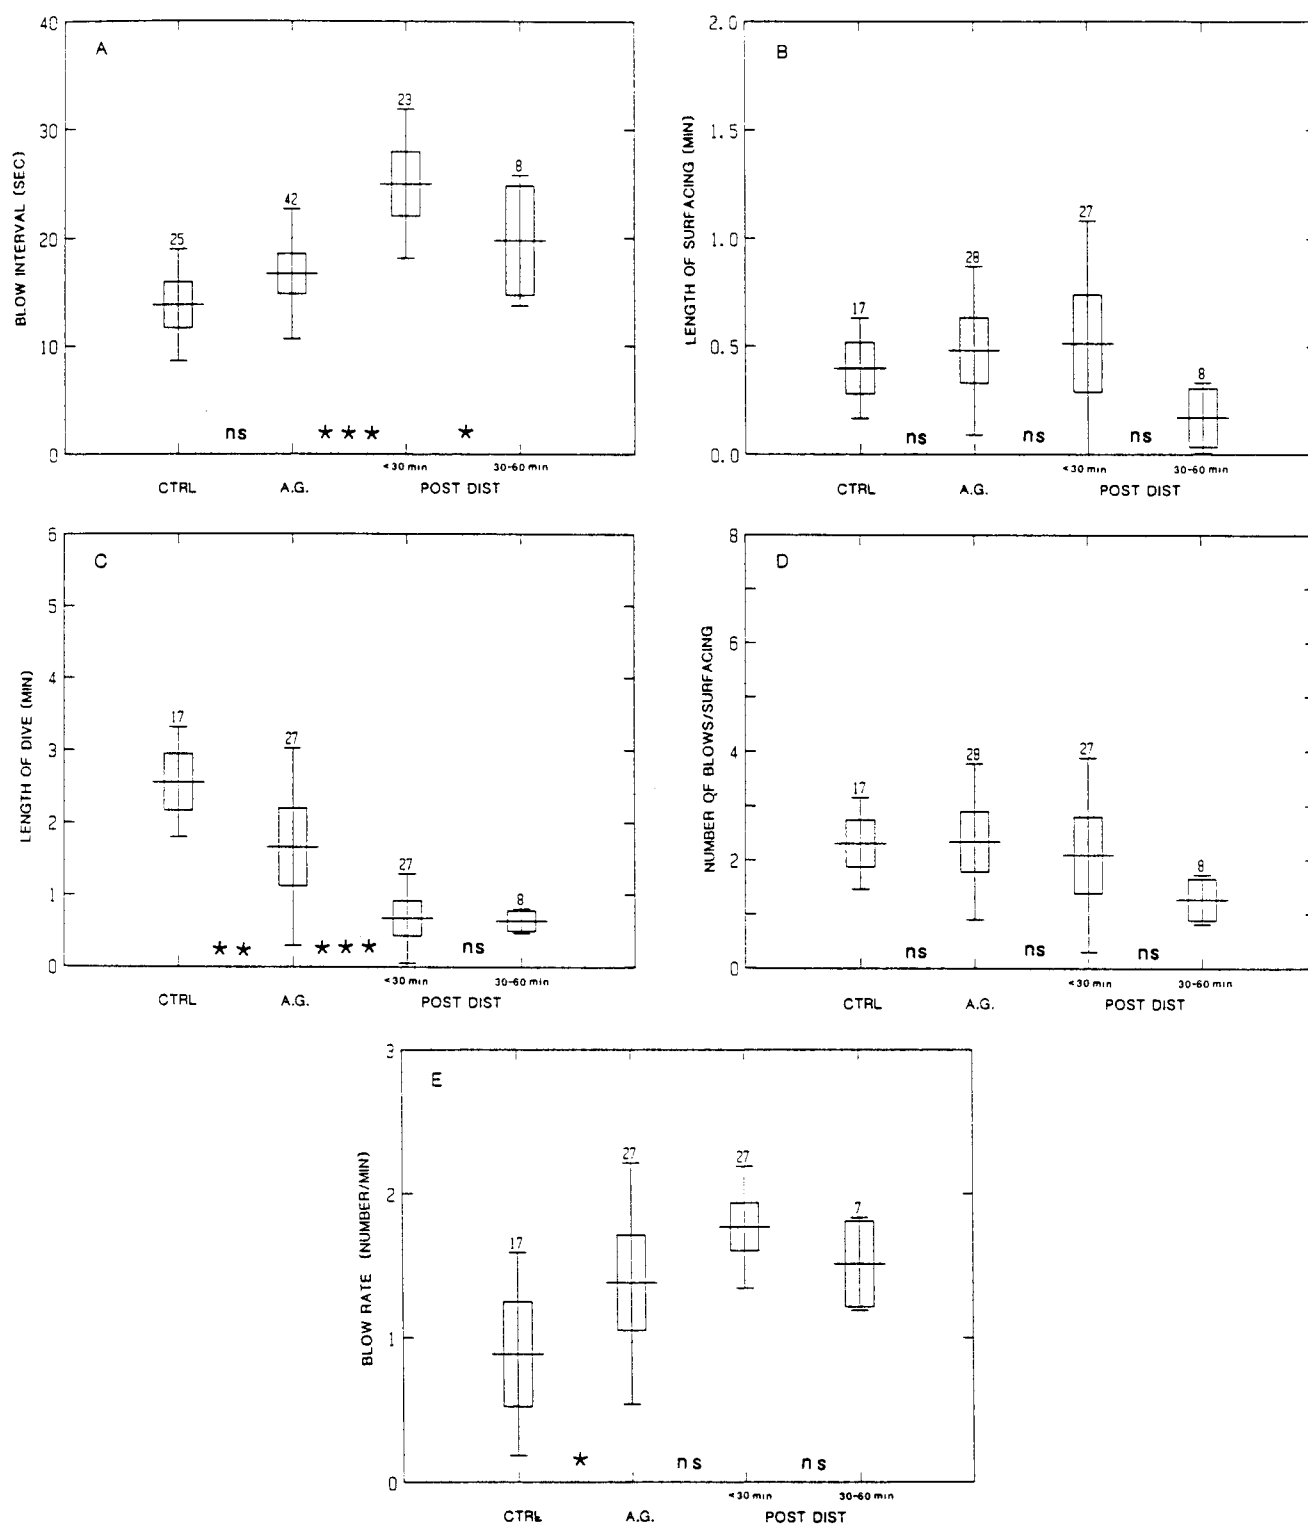 A
BLOW INTERVAL (SEC)
40
30
20
10
0
25
42
23
8
ns
★★★
★
<30 min
30-60 min
CTRL
A.G.
POST DIST
B
LENGTH OF SURFACING (MIN)
2.0
1.5
1.0
0.5
0.0
17
28
27
8
ns
ns
ns
<30 min
30-60 min
CTRL
A.G.
POST DIST
C
LENGTH OF DIVE (MIN)
6
5
4
3
2
1
0
17
27
27
8
★★
★★★
ns
<30 min
30-60 min
CTRL
A.G.
POST DIST
D
NUMBER OF BLOWS/SURFACING
8
6
4
2
0
17
28
27
8
ns
ns
ns
<30 min
30-60 min
CTRL
A.G.
POST DIST
E
BLOW RATE (NUMBER/MIN)
3
2
1
0
17
27
27
7
★
ns
ns
<30 min
30-60 min
CTRL
A.G.
POST DIST